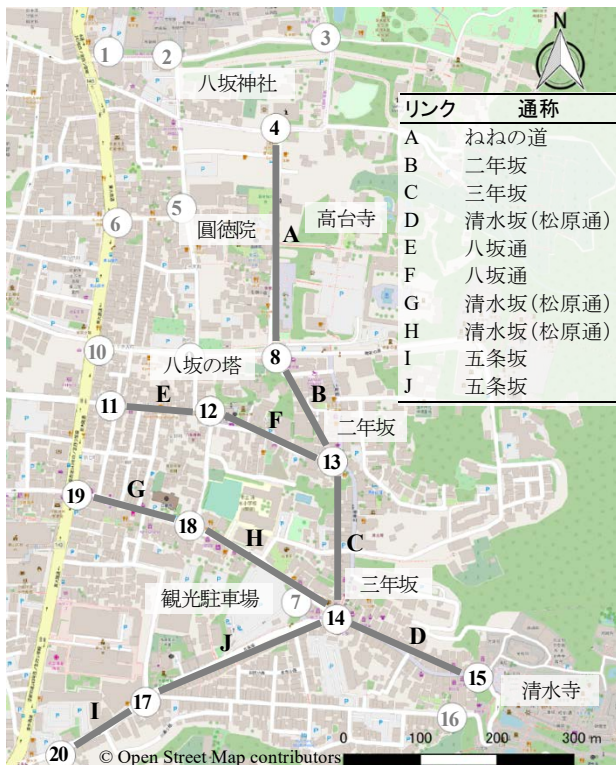 N
1
2
3
八坂神社
4
リンク 通称
A ねねの道
B 二年坂
C 三年坂
D 清水坂(松原通)
E 八坂通
F 八坂通
G 清水坂(松原通)
H 清水坂(松原通)
I 五条坂
J 五条坂
5
6
圓徳院
A
高台寺
10
八坂の塔
8
11
E
12
F
B
二年坂
13
19
G
18
H
C
観光駐車場
7
三年坂
14
J
D
15
清水寺
17
16
I
20
© Open Street Map contributors
0 100 200 300 m